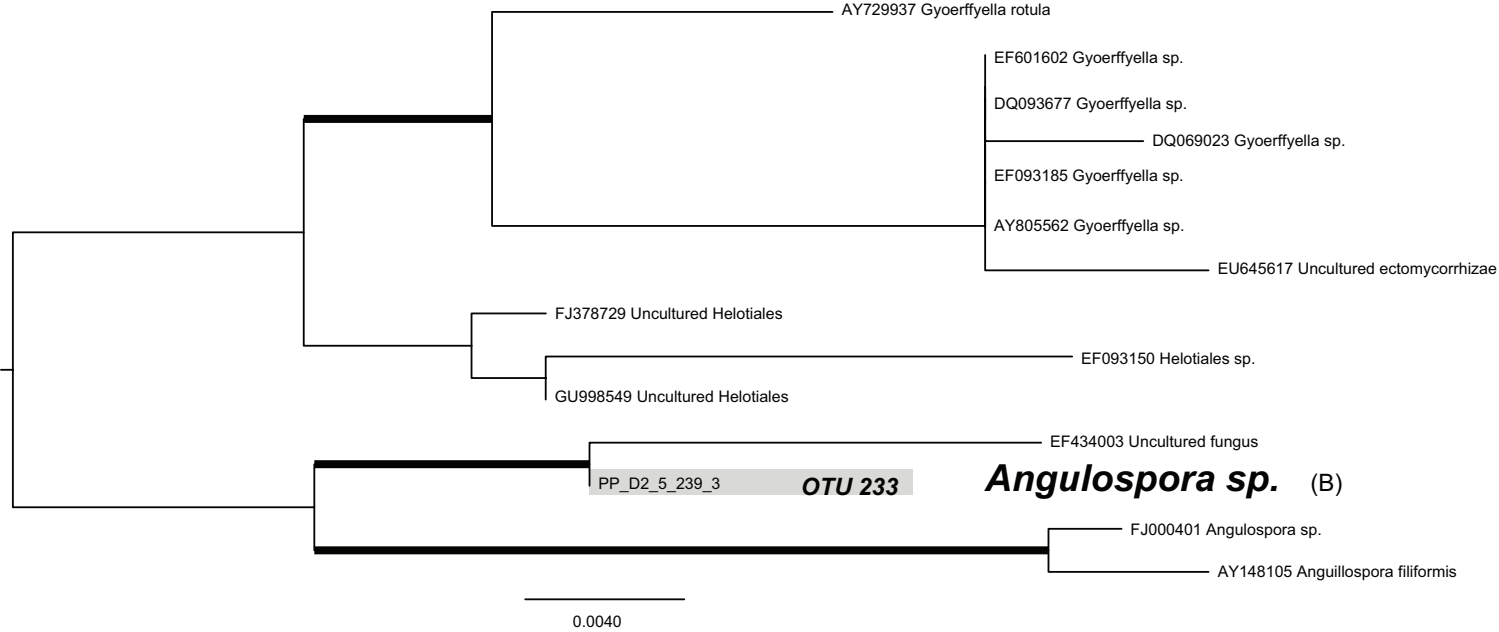 AY729937 Gyoerffyella rotula
EF601602 Gyoerffyella sp.
DQ093677 Gyoerffyella sp.
DQ069023 Gyoerffyella sp.
EF093185 Gyoerffyella sp.
AY805562 Gyoerffyella sp.
EU645617 Uncultured ectomycorrhizae
FJ378729 Uncultured Helotiales
EF093150 Helotiales sp.
GU998549 Uncultured Helotiales
EF434003 Uncultured fungus
PP_D2_5_239_3 OTU 233 Angulospora sp. (B)
FJ000401 Angulospora sp.
AY148105 Anguillospora filiformis
0.0040